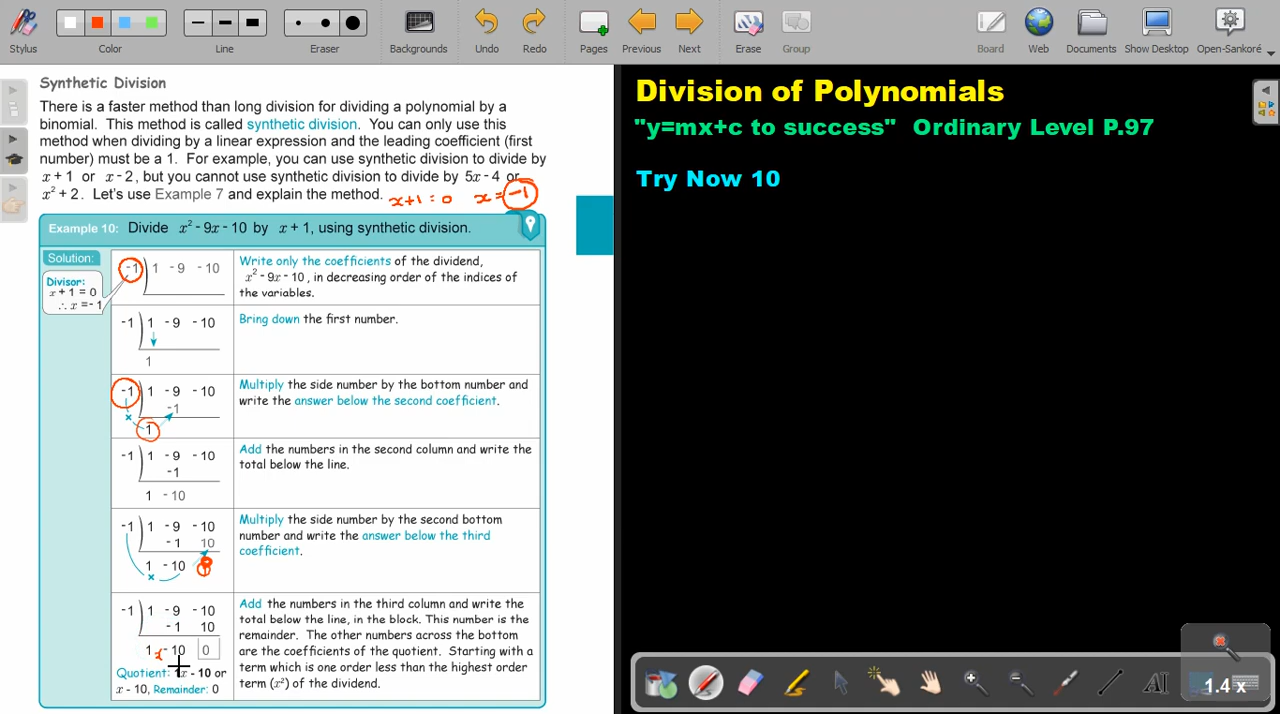 Stylus Color Line Eraser Backgrounds Undo Redo Pages Previous Next Erase Group Board Web Documents Show Desktop Open-Sankoré
Synthetic Division
There is a faster method than long division for dividing a polynomial by a
binomial. This method is called synthetic division. You can only use this
method when dividing by a linear expression and the leading coefficient (first
number) must be a 1. For example, you can use synthetic division to divide by
x + 1 or x - 2, but you cannot use synthetic division to divide by 5x - 4 or
x² + 2. Let's use Example 7 and explain the method.
x+1 = 0 x = -1
Example 10: Divide x² - 9x - 10 by x + 1, using synthetic division.
Solution:
Divisor:
x + 1 = 0
∴ x = - 1
-1 1 - 9 - 10
Write only the coefficients of the dividend,
x² - 9x - 10, in decreasing order of the indices of
the variables.
-1 1 - 9 - 10
1
Bring down the first number.
-1 1 - 9 - 10
-1
1
Multiply the side number by the bottom number and
write the answer below the second coefficient.
-1 1 - 9 - 10
- 1
1 - 10
Add the numbers in the second column and write the
total below the line.
-1 1 - 9 - 10
- 1 10
1 - 10
Multiply the side number by the second bottom
number and write the answer below the third
coefficient.
-1 1 - 9 - 10
- 1 10
1 x - 10 0
Quotient: 1x - 10 or
x - 10, Remainder: 0
Add the numbers in the third column and write the
total below the line, in the block. This number is the
remainder. The other numbers across the bottom
are the coefficients of the quotient. Starting with a
term which is one order less than the highest order
term (x²) of the dividend.
Division of Polynomials
"y=mx+c to success" Ordinary Level P.97
Try Now 10
1.4 x